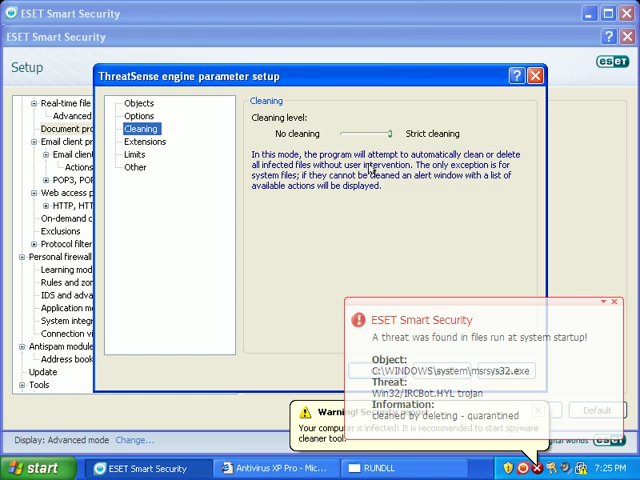 ESET Smart Security
ESET Smart Security
Setup
eset
ThreatSense engine parameter setup
Real-time file
Advanced
Document pro
Email client p
Email client
Actions
POP3, POP
Web access p
HTTP, HTT
On-demand c
Exclusions
Protocol filter
Personal firewall
Learning mod
Rules and zon
IDS and adva
Application m
System integr
Connection vi
Antispam module
Address book
Update
Tools
Objects
Options
Cleaning
Extensions
Limits
Other
Cleaning
Cleaning level:
No cleaning
Strict cleaning
In this mode, the program will attempt to automatically clean or delete
all infected files without user intervention. The only exception is for
system files; if they cannot be cleaned an alert window with a list of
available actions will be displayed.
ESET Smart Security
A threat was found in files run at system startup!
Object:
C:\WINDOWS\system\msrsys32.exe
Threat:
Win32/IRCBot.HYL trojan
Information:
cleaned by deleting - quarantined
Default
Warning! Security report
Your computer is infected! It is recommended to start spyware
cleaner tool.
Display: Advanced mode Change...
worlds eset
start
ESET Smart Security
Antivirus XP Pro - Mic...
RUNDLL
7:25 PM